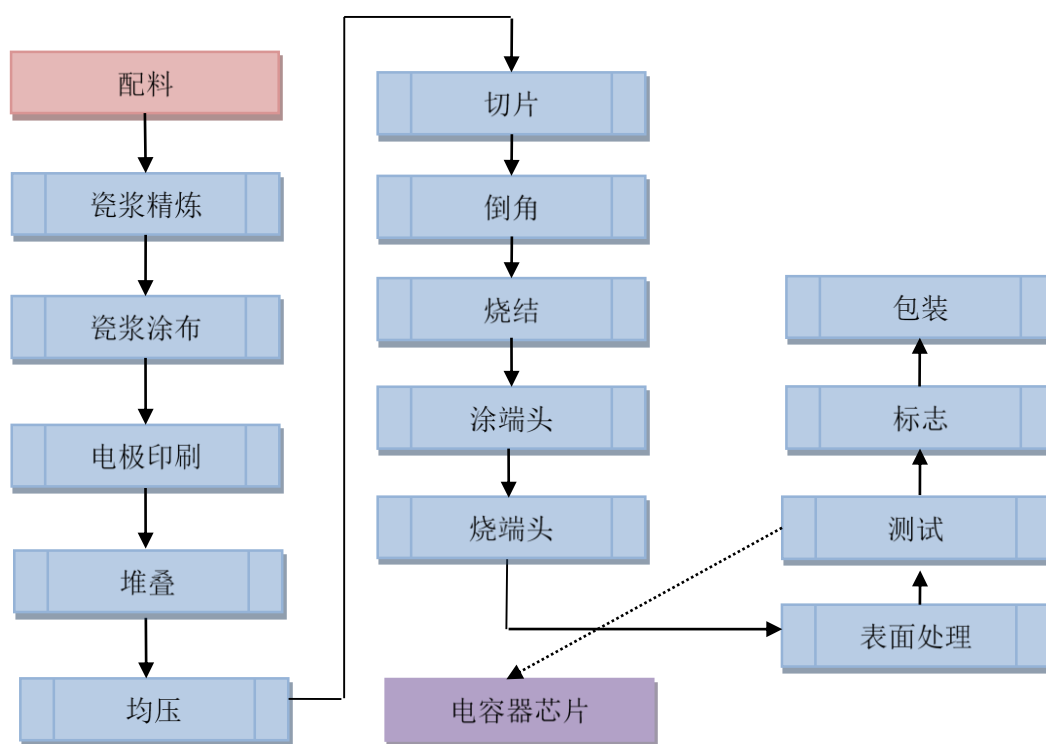 配料
瓷浆精炼
瓷浆涂布
电极印刷
堆叠
均压
切片
倒角
烧结
涂端头
烧端头
表面处理
测试
标志
包装
电容器芯片